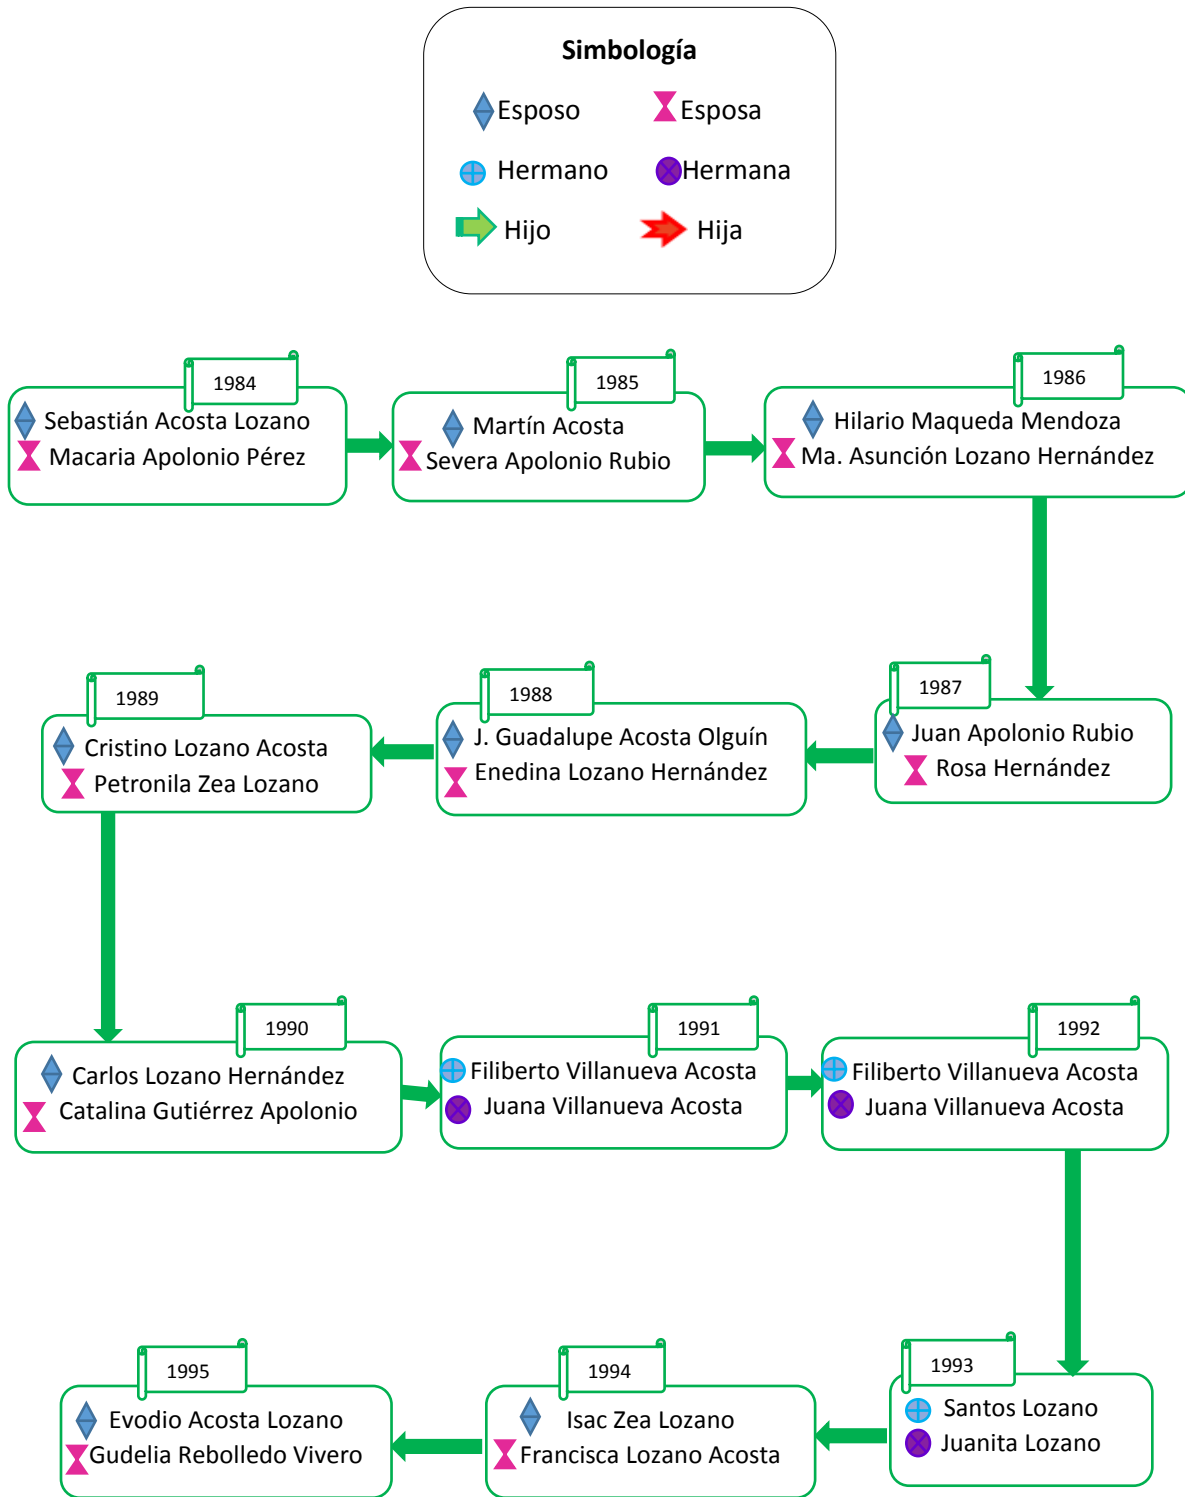 Simbología
Esposo
Esposa
Hermano
Hermana
Hijo
Hija
1984
Sebastián Acosta Lozano
Macaria Apolonio Pérez
1985
Martín Acosta
Severa Apolonio Rubio
1986
Hilario Maqueda Mendoza
Ma. Asunción Lozano Hernández
1987
Juan Apolonio Rubio
Rosa Hernández
1988
J. Guadalupe Acosta Olguín
Enedina Lozano Hernández
1989
Cristino Lozano Acosta
Petronila Zea Lozano
1990
Carlos Lozano Hernández
Catalina Gutiérrez Apolonio
1991
Filiberto Villanueva Acosta
Juana Villanueva Acosta
1992
Filiberto Villanueva Acosta
Juana Villanueva Acosta
1993
Santos Lozano
Juanita Lozano
1994
Isac Zea Lozano
Francisca Lozano Acosta
1995
Evodio Acosta Lozano
Gudelia Rebolledo Vivero